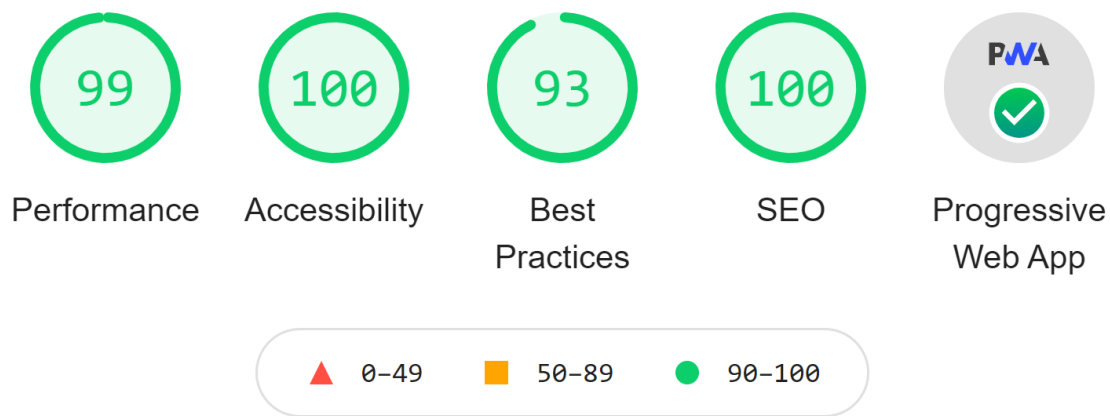 99
100
93
100
PWA
Performance
Accessibility
Best
Practices
SEO
Progressive
Web App
0–49
50–89
90–100